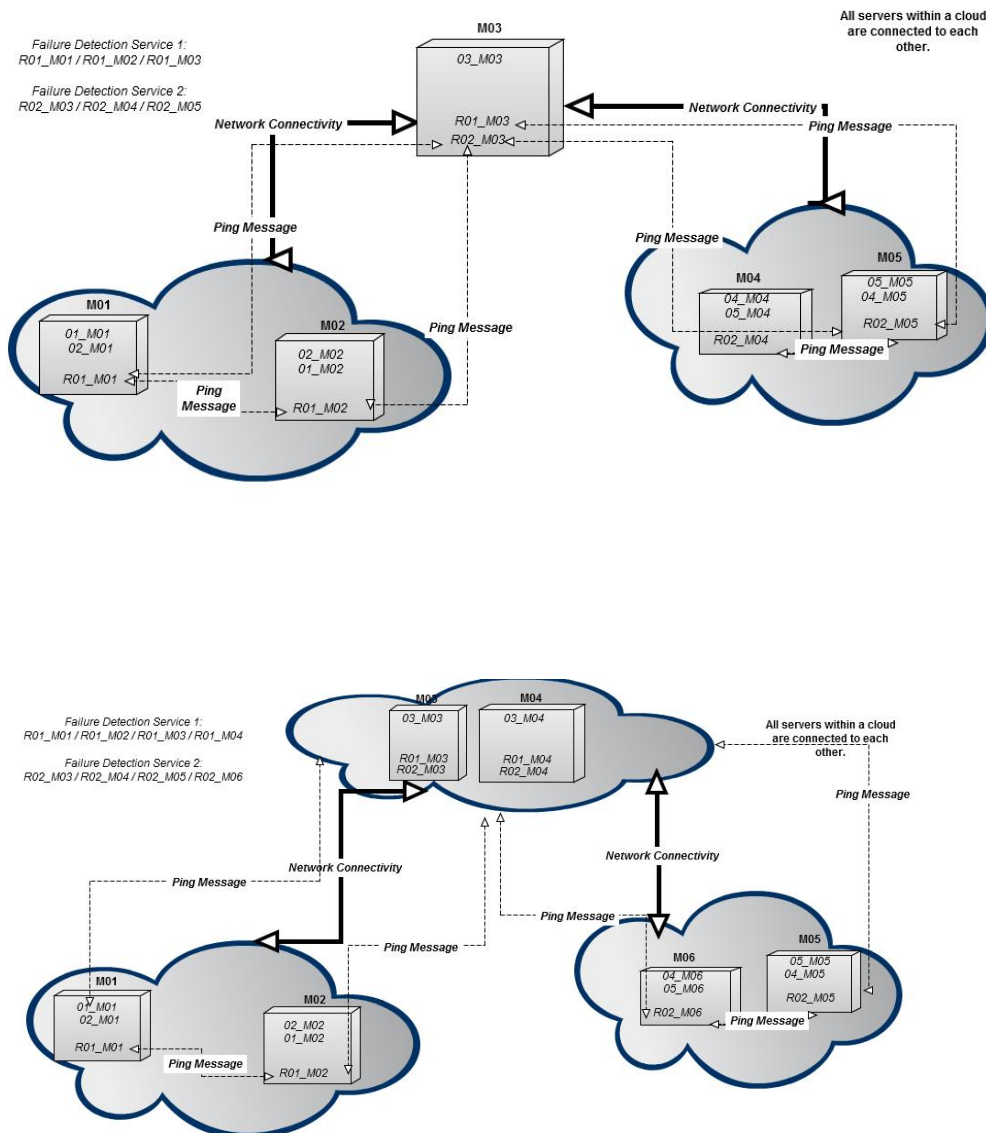 Failure Detection Service 1:
R01_M01 / R01_M02 / R01_M03
Failure Detection Service 2:
R02_M03 / R02_M04 / R02_M05
M03
03_M03
R01_M03
R02_M03
All servers within a cloud
are connected to each
other.
Network Connectivity
Network Connectivity
Ping Message
Ping Message
Ping Message
Ping Message
M01
01_M01
02_M01
R01_M01
Ping
Message
M02
02_M02
01_M02
R01_M02
M04
04_M04
05_M04
R02_M04
M05
05_M05
04_M05
R02_M05
Ping Message
Failure Detection Service 1:
R01_M01 / R01_M02 / R01_M03 / R01_M04
Failure Detection Service 2:
R02_M03 / R02_M04 / R02_M05 / R02_M06
M03
03_M03
R01_M03
R02_M03
M04
03_M04
R01_M04
R02_M04
All servers within a cloud
are connected to each
other.
Ping Message
Network Connectivity
Network Connectivity
Ping Message
Ping Message
Ping Message
M01
01_M01
02_M01
R01_M01
Ping Message
M02
02_M02
01_M02
R01_M02
M06
04_M06
05_M06
R02_M06
M05
05_M05
04_M05
R02_M05
Ping Message